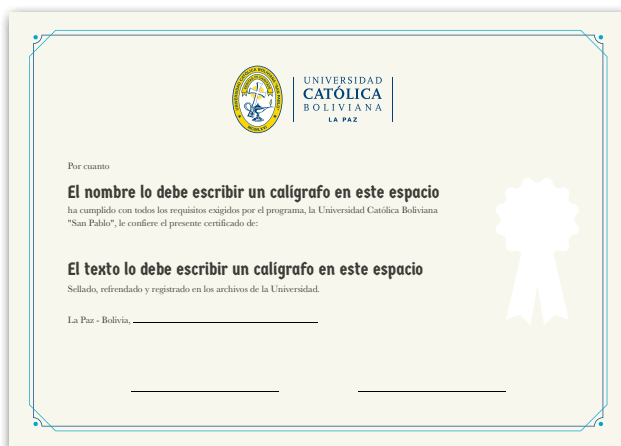 UNIVERSIDAD
CATÓLICA
BOLIVIANA
LA PAZ
Por cuanto
El nombre lo debe escribir un calígrafo en este espacio
ha cumplido con todos los requisitos exigidos por el programa, la Universidad Católica Boliviana
"San Pablo", le confiere el presente certificado de:
El texto lo debe escribir un calígrafo en este espacio
Sellado, refrendado y registrado en los archivos de la Universidad.
La Paz - Bolivia,